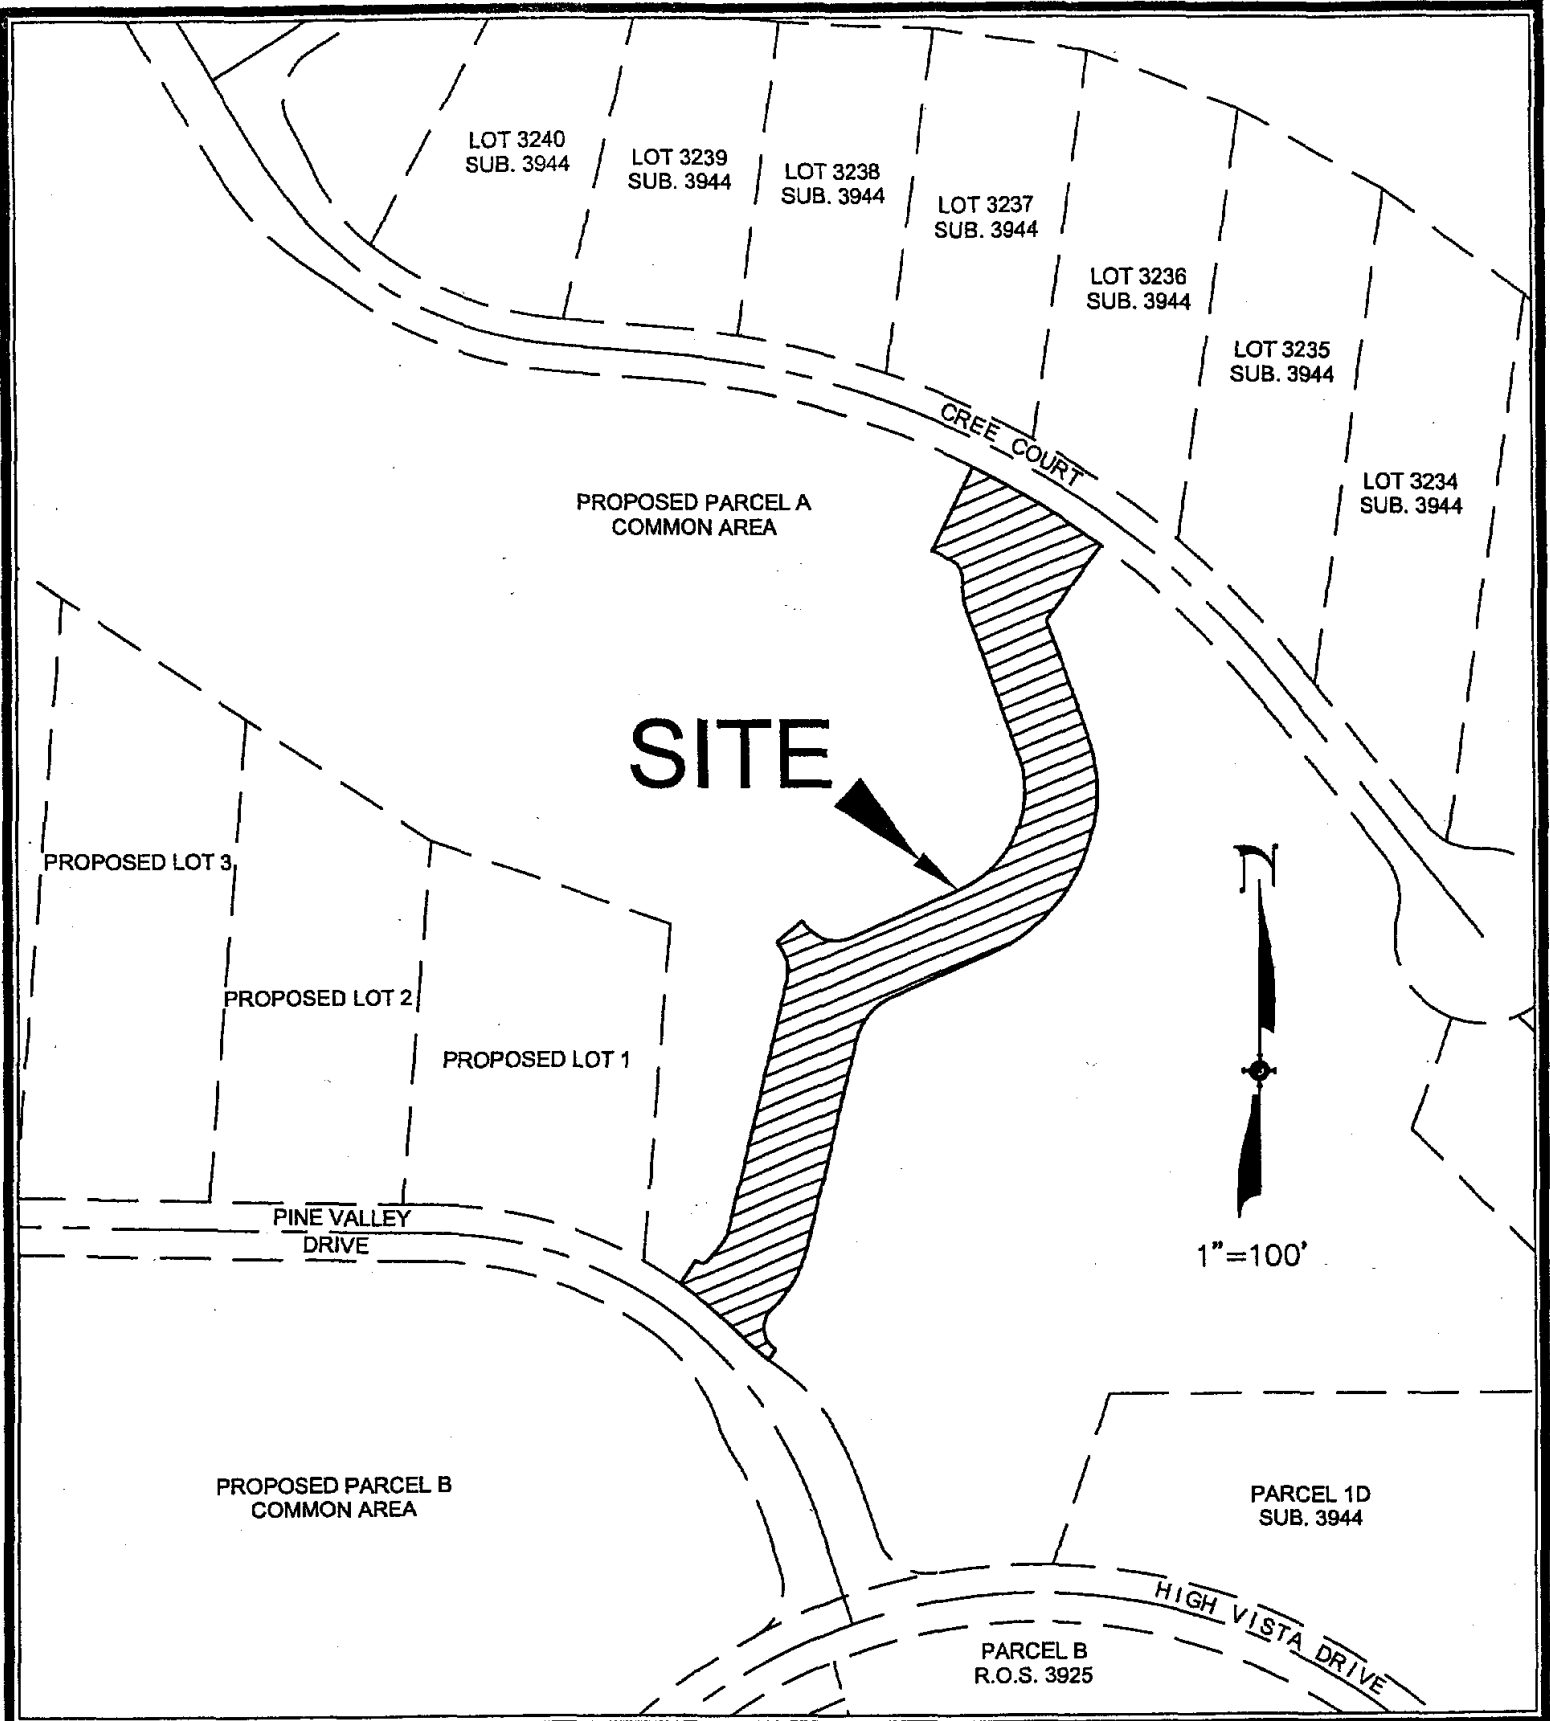 LOT 3240
SUB. 3944
LOT 3239
SUB. 3944
LOT 3238
SUB. 3944
LOT 3237
SUB. 3944
LOT 3236
SUB. 3944
LOT 3235
SUB. 3944
LOT 3234
SUB. 3944
CREE COURT
PROPOSED PARCEL A
COMMON AREA
SITE
PROPOSED LOT 3
PROPOSED LOT 2
PROPOSED LOT 1
N
1"=100'
PINE VALLEY
DRIVE
PROPOSED PARCEL B
COMMON AREA
PARCEL 1D
SUB. 3944
HIGH VISTA DRIVE
PARCEL B
R.O.S. 3925